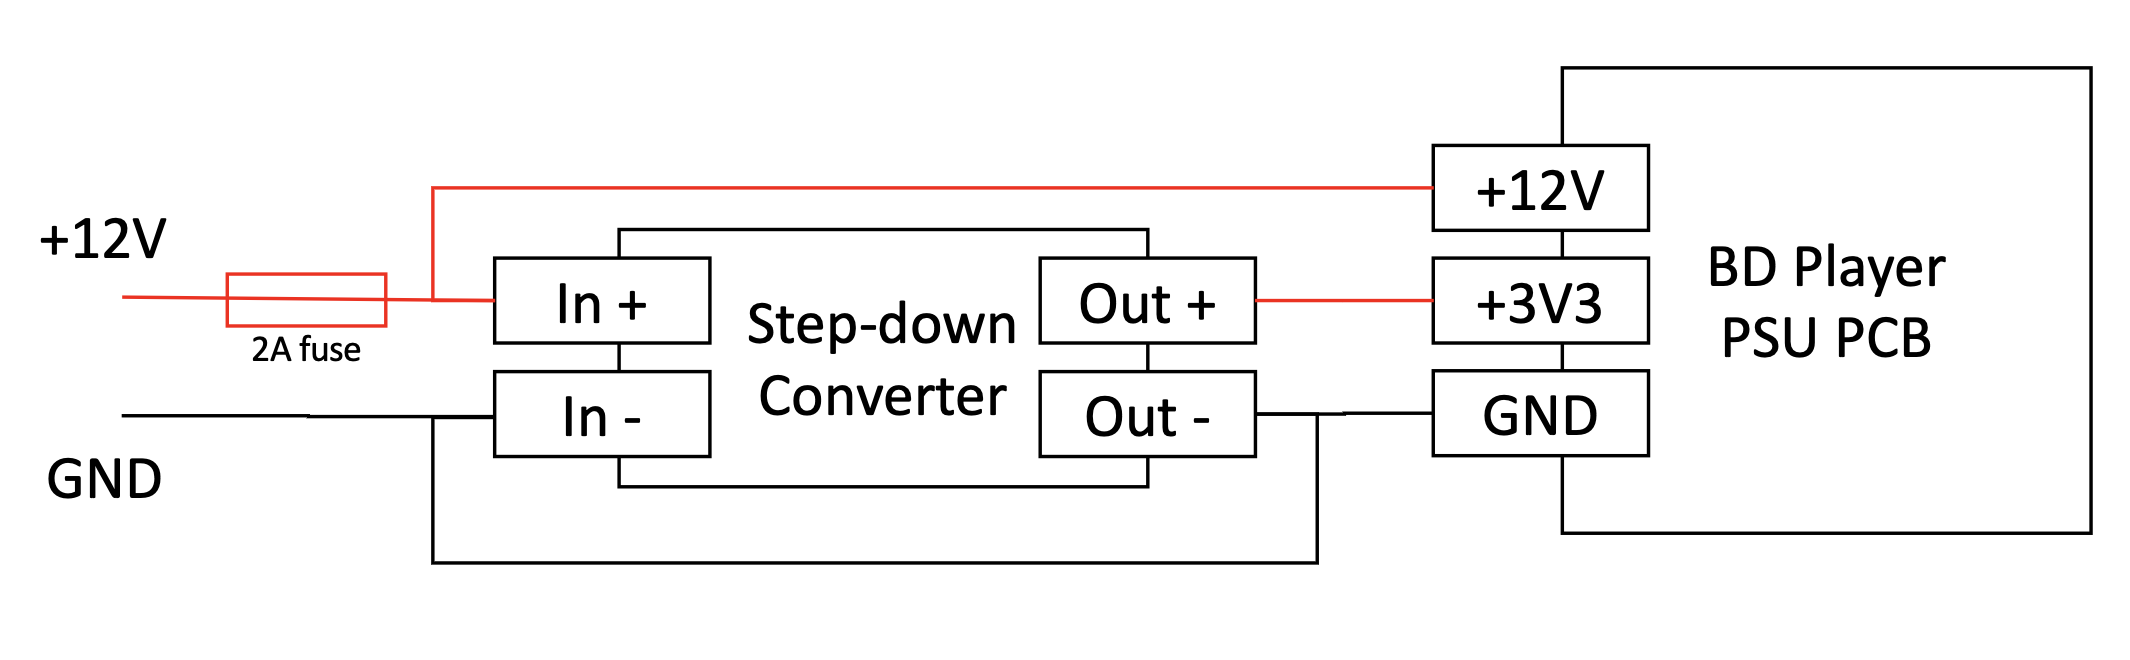 +12V
2A fuse
GND
In +
In -
Step-down
Converter
Out +
Out -
+12V
+3V3
GND
BD Player
PSU PCB